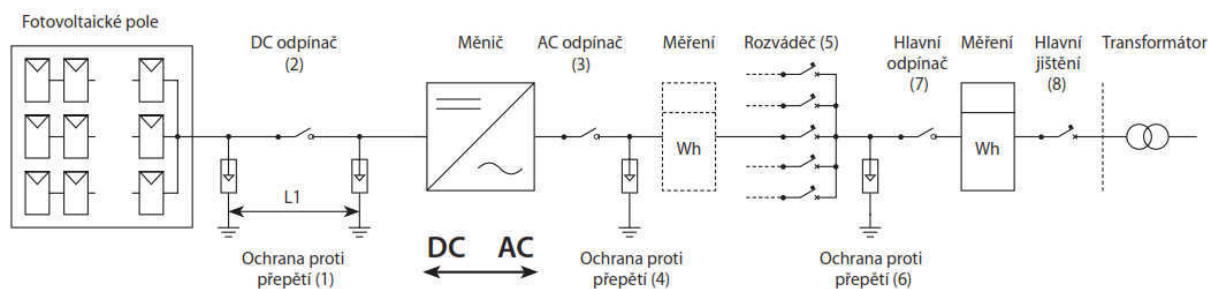 Fotovoltaické pole
DC odpínač
(2)
Měnič
AC odpínač
(3)
Měření
Rozváděč (5)
Hlavní
odpínač
(7)
Měření
Hlavní
jištění
(8)
Transformátor
Wh
Wh
L1
Ochrana proti
přepětí (1)
DC AC
Ochrana proti
přepětí (4)
Ochrana proti
přepětí (6)